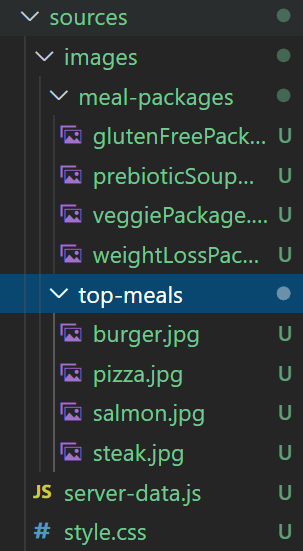 sources
images
meal-packages
glutenFreePack... U
prebioticSoup... U
veggiePackage.... U
weightLossPac... U
top-meals
burger.jpg U
pizza.jpg U
salmon.jpg U
steak.jpg U
JS server-data.js U
# style.css U